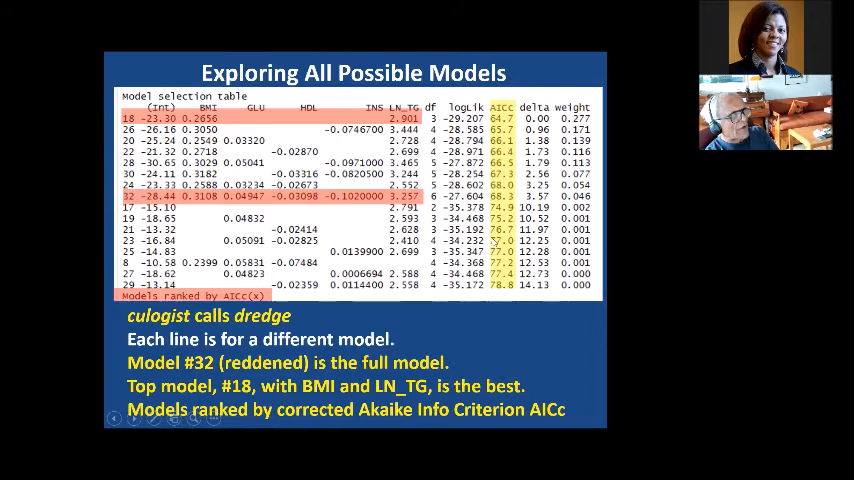 Exploring All Possible Models
Model selection table
(Int) BMI GLU HDL INS LN_TG df logLik AICc delta weight
18 -23.30 0.2656 2.901 3 -29.207 64.7 0.00 0.277
26 -26.16 0.3050 -0.0746700 3.444 4 -28.585 65.7 0.96 0.171
20 -25.24 0.2549 0.03320 2.728 4 -28.794 66.1 1.38 0.139
22 -21.32 0.2718 -0.02870 2.699 4 -28.971 66.4 1.73 0.116
28 -30.65 0.3029 0.05041 -0.0971000 3.465 5 -27.872 66.5 1.79 0.113
30 -24.11 0.3182 -0.03316 -0.0820500 3.244 5 -28.254 67.3 2.56 0.077
24 -23.33 0.2588 0.03234 -0.02673 2.552 5 -28.602 68.0 3.25 0.054
32 -28.44 0.3108 0.04947 -0.03098 -0.1020000 3.257 6 -27.604 68.3 3.57 0.046
17 -15.10 2.791 2 -35.378 74.9 10.19 0.002
19 -18.65 0.04832 2.593 3 -34.468 75.2 10.52 0.001
21 -13.32 -0.02414 2.628 3 -35.192 76.7 11.97 0.001
23 -16.84 0.05091 -0.02825 2.410 4 -34.232 77.0 12.25 0.001
25 -14.83 0.0139900 2.699 3 -35.347 77.0 12.28 0.001
8 -10.58 0.2399 0.05831 -0.07484 4 -34.368 77.2 12.53 0.001
27 -18.62 0.04823 0.0006694 2.588 4 -34.468 77.4 12.73 0.000
29 -13.14 -0.02359 0.0114400 2.558 4 -35.172 78.8 14.13 0.000
Models ranked by AICc(x)
culogist calls dredge
Each line is for a different model.
Model #32 (reddened) is the full model.
Top model, #18, with BMI and LN_TG, is the best.
Models ranked by corrected Akaike Info Criterion AICc